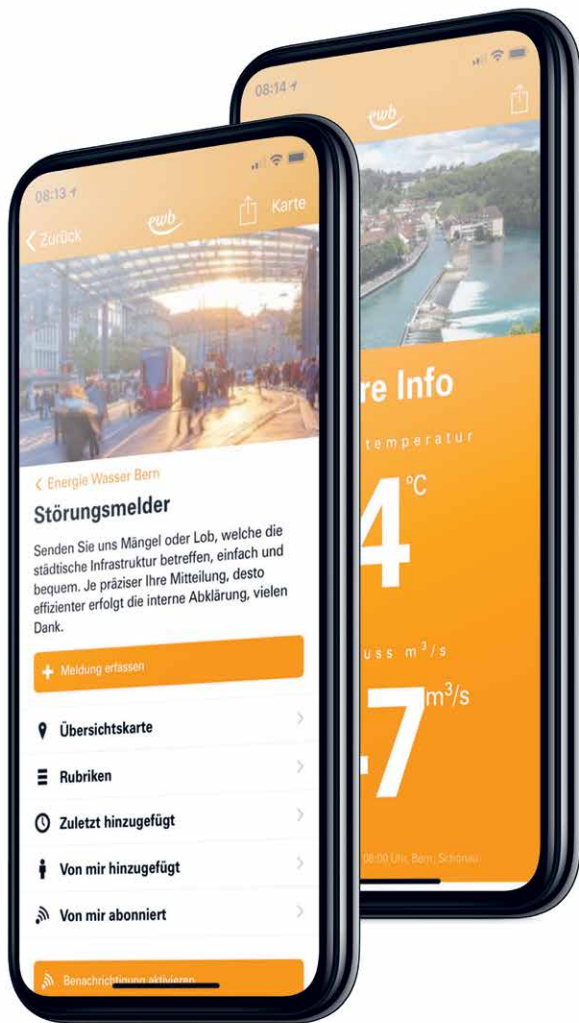 08:13
ewb
Zurück
Karte
Energie Wasser Bern
Störungsmelder
Senden Sie uns Mängel oder Lob, welche die
städtische Infrastruktur betreffen, einfach und
bequem. Je präziser Ihre Mitteilung, desto
effizienter erfolgt die interne Abklärung, vielen
Dank.
+ Meldung erfassen
Übersichtskarte
Rubriken
Zuletzt hinzugefügt
Von mir hinzugefügt
Von mir abonniert
Benachrichtigung aktivieren
08:14
ewb
re Info
temperatur
4 °C
uss m³/s
7 m³/s
08:00 Uhr, Bern, Schönau